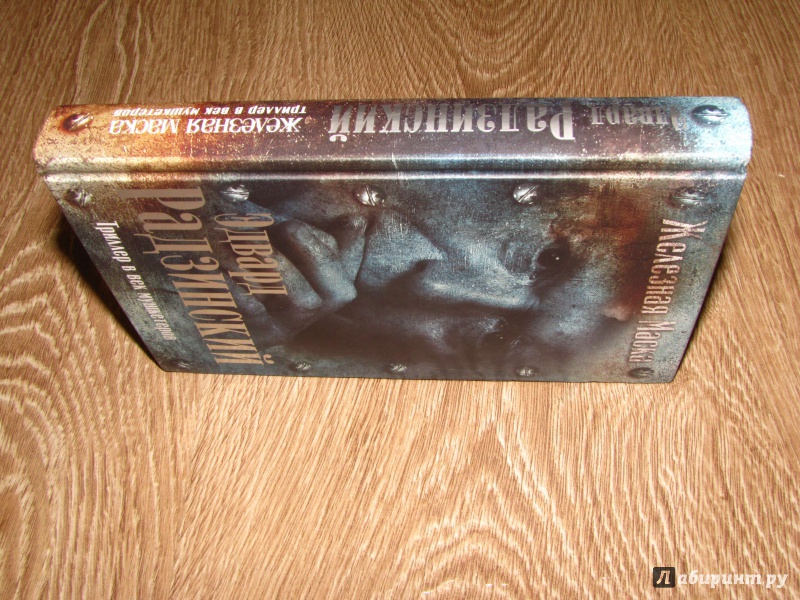 Эдвард Радзинский
железная маска
триллер в век мушкетеров
Железная Маска
Эдвард
Радзинский
Триллер в век мушкетеров
Лабиринт.ру